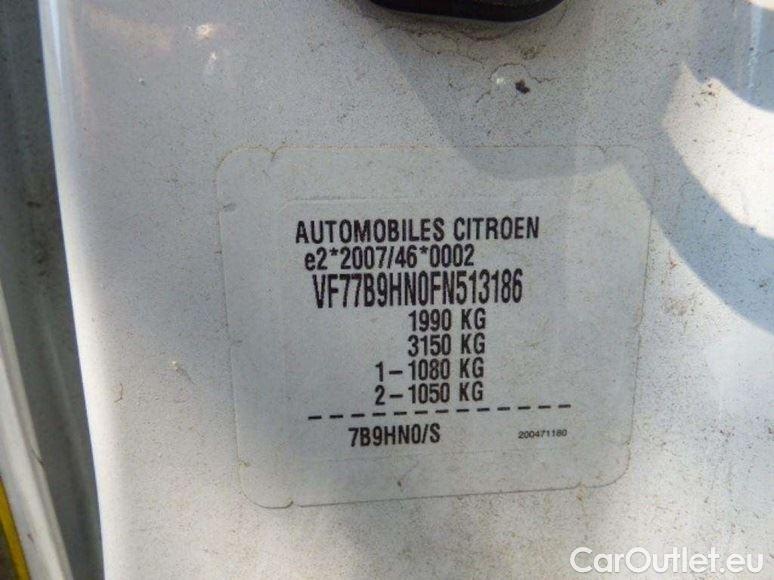 AUTOMOBILES CITROEN
e2*2007/46*0002
VF77B9HN0FN513186
1990 KG
3150 KG
1-1080 KG
2-1050 KG
7B9HN0/S
200471180
CarOutlet.eu